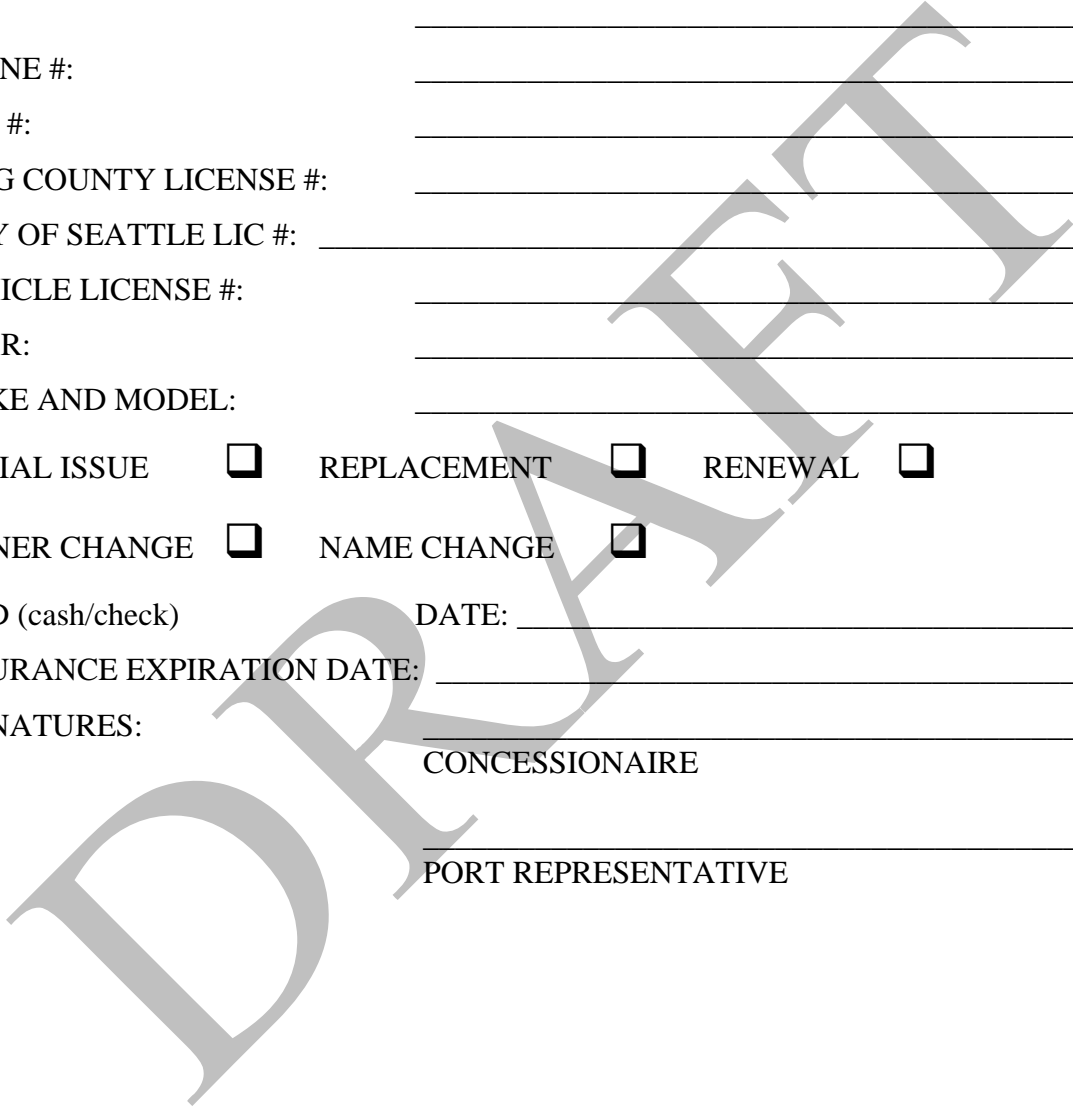 NE #:
#:
G COUNTY LICENSE #:
Y OF SEATTLE LIC #:
ICLE LICENSE #:
R:
KE AND MODEL:
IAL ISSUE ❑ REPLACEMENT ❑ RENEWAL ❑
NER CHANGE ❑ NAME CHANGE ❑
D (cash/check) DATE:
URANCE EXPIRATION DATE:
NATURES:
CONCESSIONAIRE
PORT REPRESENTATIVE
DRAFT